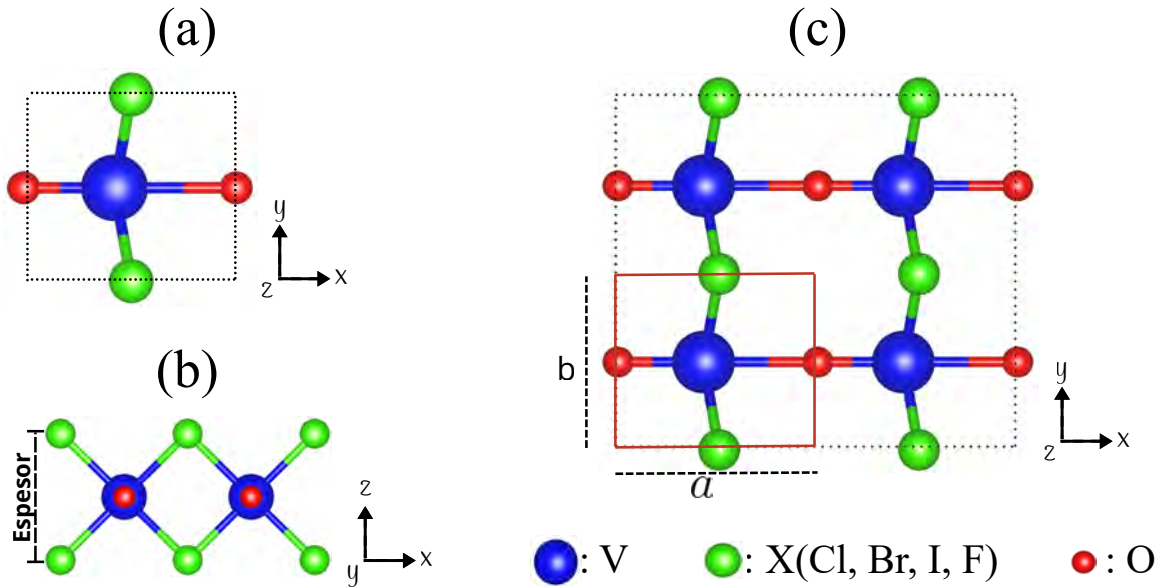 (a)
y
z x
(b)
Espesor
z
y x
(c)
b
a
y
z x
: V : X(Cl, Br, I, F) : O